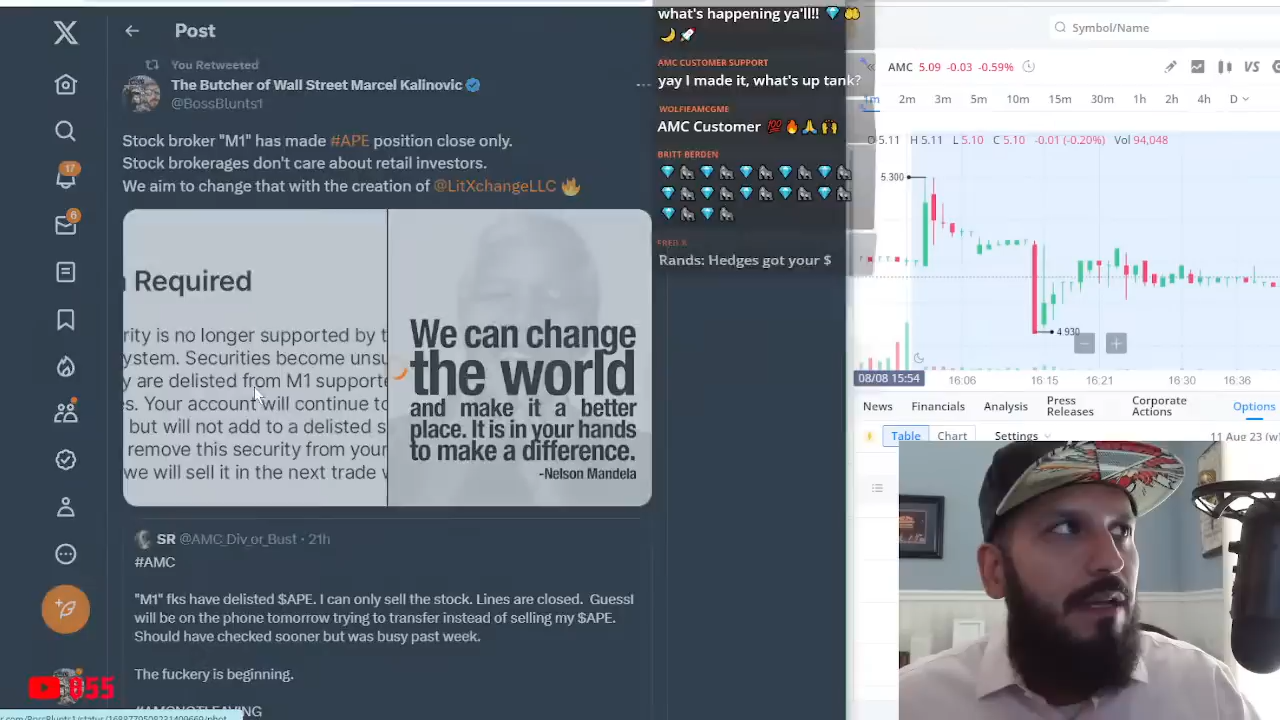 Post
You Retweeted
The Butcher of Wall Street Marcel Kalinovic
@BossBlunts1
Stock broker "M1" has made #APE position close only.
Stock brokerages don't care about retail investors.
We aim to change that with the creation of @LitXchangeLLC 🔥
Required
rity is no longer supported by t
ystem. Securities become unsu
y are delisted from M1 supporte
s. Your account will continue to
but will not add to a delisted s
remove this security from your
we will sell it in the next trade
We can change
the world
and make it a better
place. It is in your hands
to make a difference.
-Nelson Mandela
SR @AMC_Div_or_Bust · 21h
#AMC
"M1" fks have delisted $APE. I can only sell the stock. Lines are closed. GuessI
will be on the phone tomorrow trying to transfer instead of selling my $APE.
Should have checked sooner but was busy past week.
The fuckery is beginning.
17
6
055
what's happening ya'll!! 💎🤲
🌙🚀
AMC CUSTOMER SUPPORT
yay I made it, what's up tank?
WOLFIEAMCGME
AMC Customer 💯🔥🙏🙌
BRITT BERDEN
💎🦍💎🦍💎🦍💎🦍💎🦍
💎🦍💎🦍💎🦍💎🦍💎🦍
💎🦍💎🦍
FRED X
Rands: Hedges got your $
Symbol/Name
AMC 5.09 -0.03 -0.59%
VS
1m 2m 3m 5m 10m 15m 30m 1h 2h 4h D
O 5.11 H 5.11 L 5.10 C 5.10 -0.01 (-0.20%) Vol 94,048
5.300
4.930
08/08 15:54 16:06 16:15 16:21 16:30 16:36
News Financials Analysis Press Releases Corporate Actions Options
Table Chart Settings 11 Aug 23 (w)